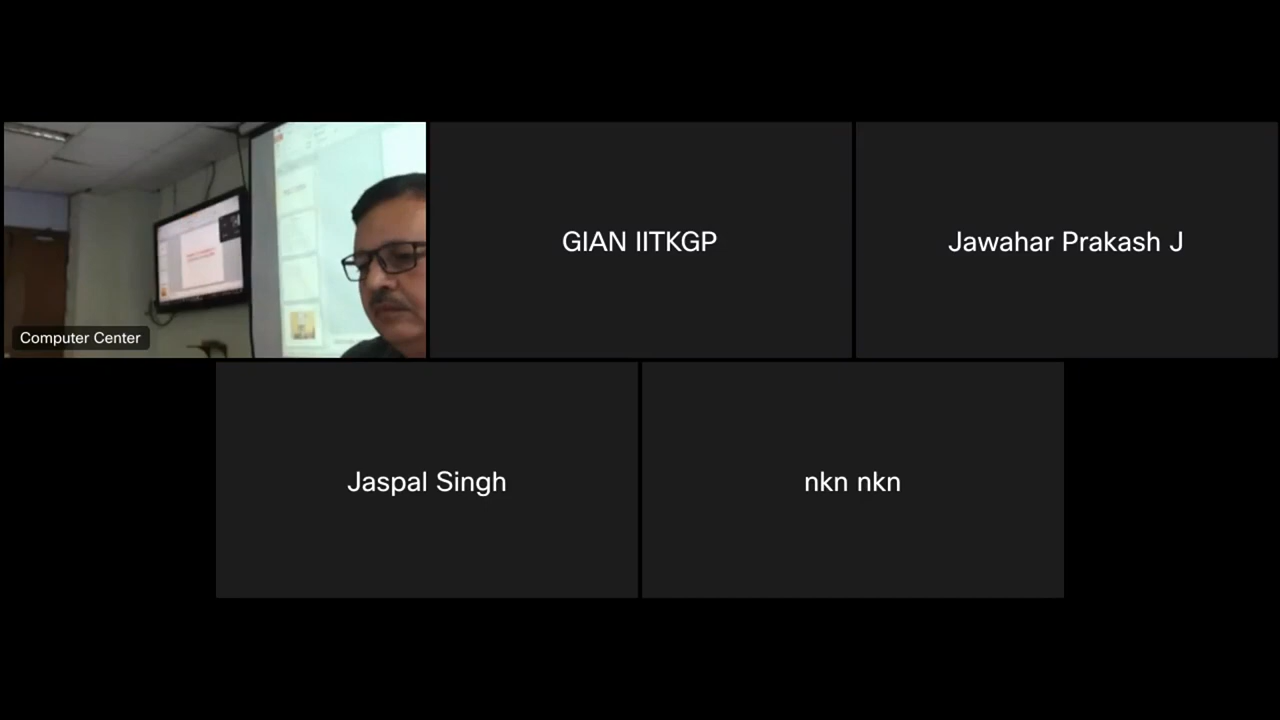 Computer Center
GIAN IITKGP
Jawahar Prakash J
Jaspal Singh
nkn nkn